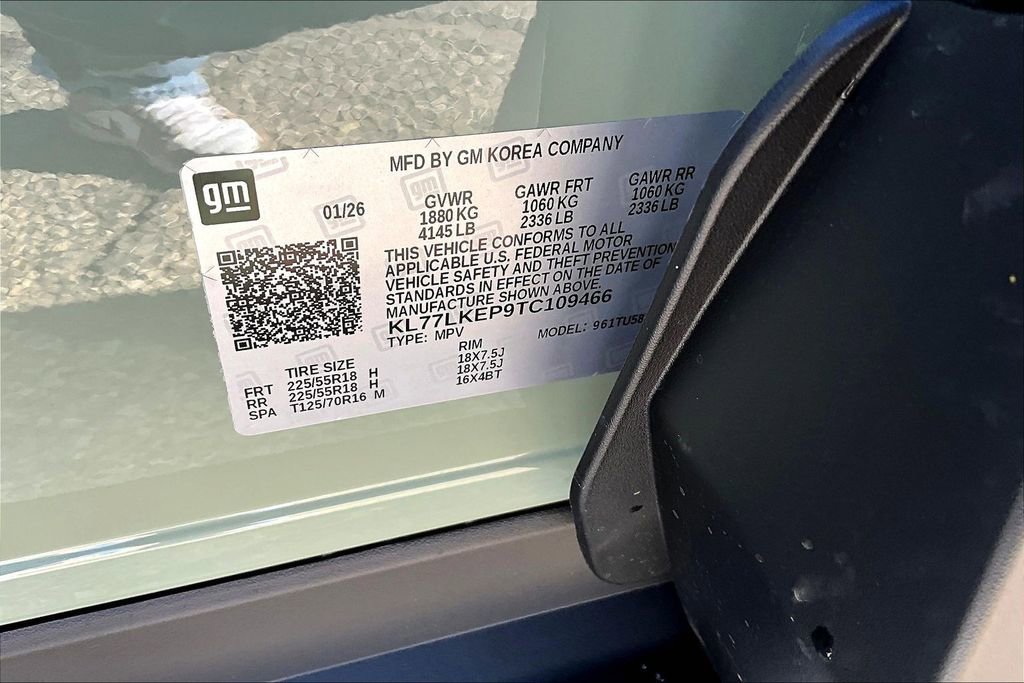 MFD BY GM KOREA COMPANY
gm
01/26
GVWR
1880 KG
4145 LB
GAWR FRT
1060 KG
2336 LB
GAWR RR
1060 KG
2336 LB
THIS VEHICLE CONFORMS TO ALL
APPLICABLE U.S. FEDERAL MOTOR
VEHICLE SAFETY AND THEFT PREVENTION
STANDARDS IN EFFECT ON THE DATE OF
MANUFACTURE SHOWN ABOVE.
KL77LKEP9TC109466
TYPE: MPV MODEL: 961TU58
TIRE SIZE RIM
FRT 225/55R18 H 18X7.5J
RR 225/55R18 H 18X7.5J
SPA T125/70R16 M 16X4BT